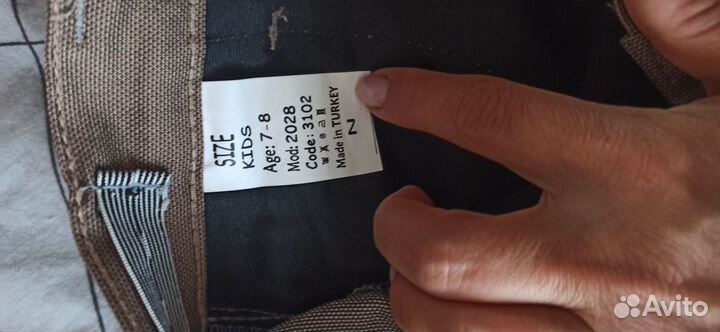 SIZE
KIDS
Age: 7-8
Mod: 2028
Code: 3102
Made in TURKEY
N
Avito